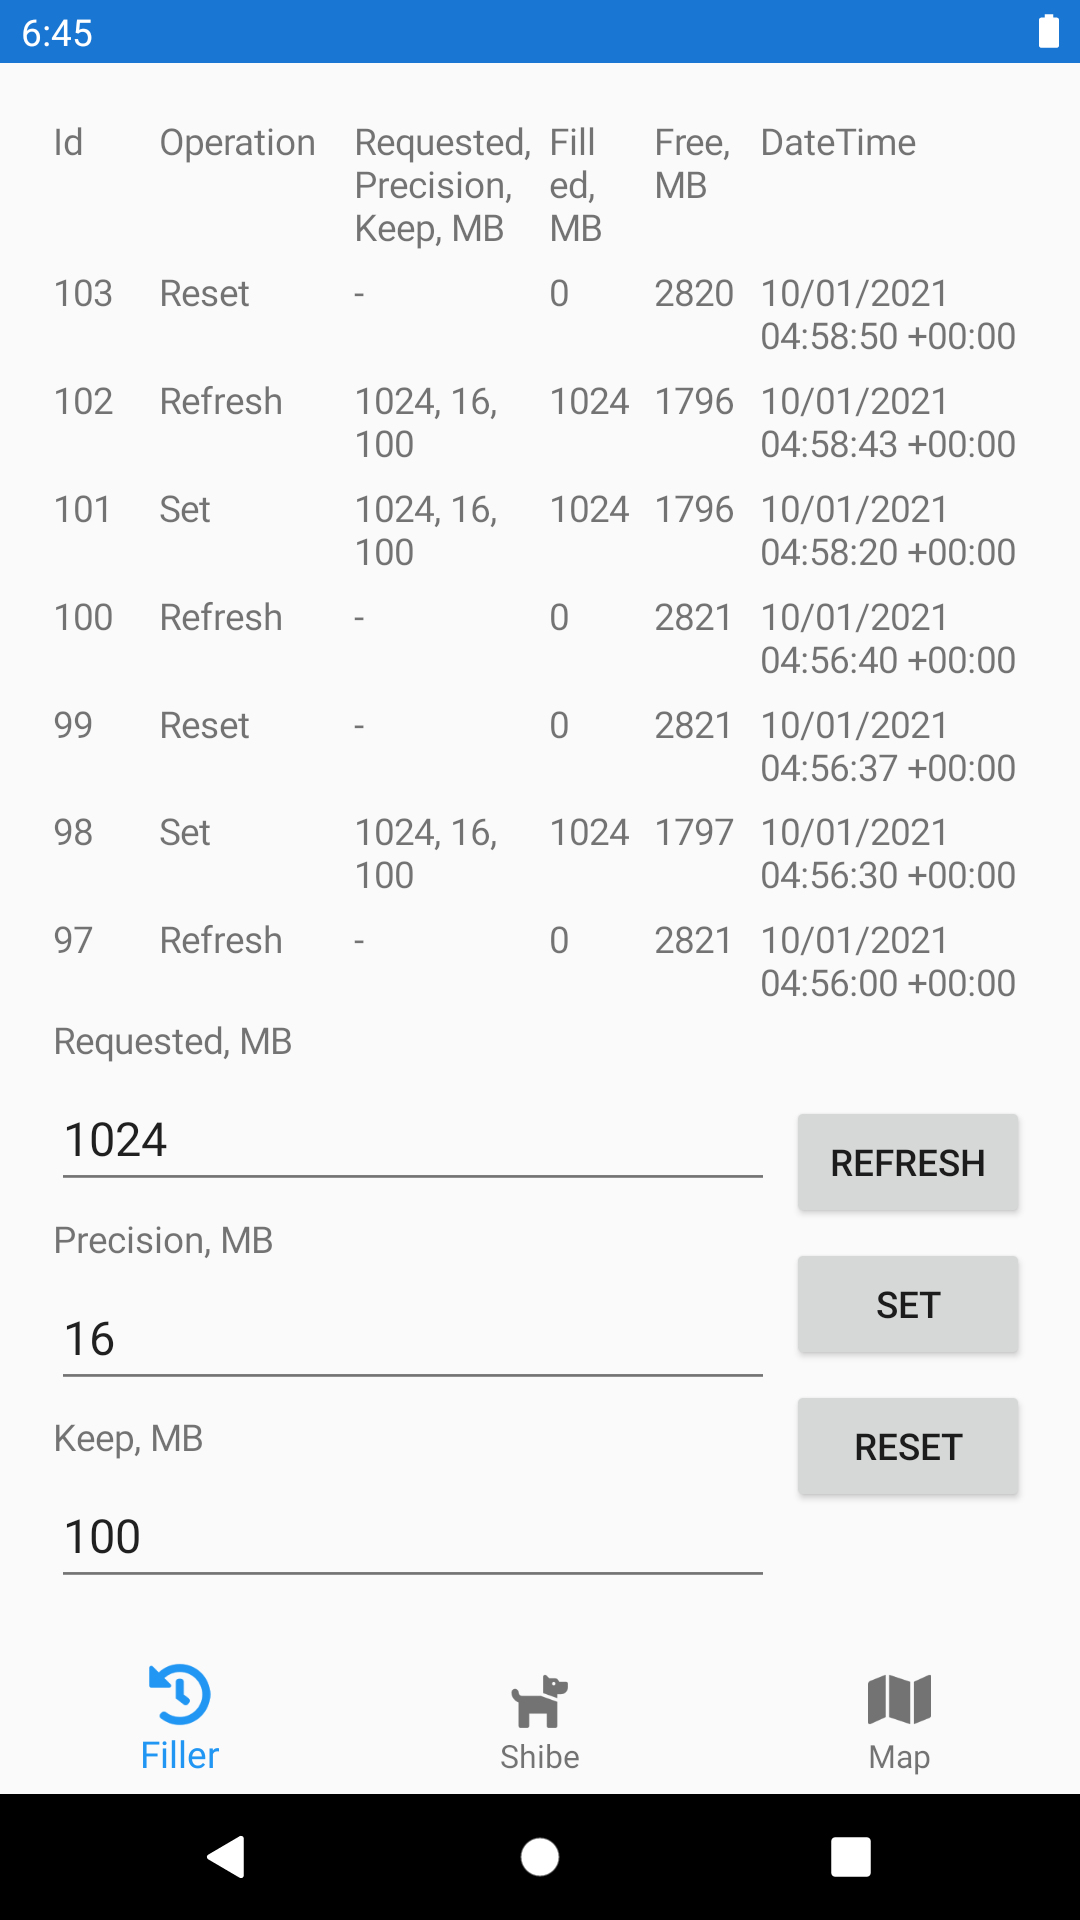 6:45
Id Operation Requested, Fill Free, DateTime
Precision, ed, MB
Keep, MB MB
103 Reset - 0 2820 10/01/2021
04:58:50 +00:00
102 Refresh 1024, 16, 1024 1796 10/01/2021
100 04:58:43 +00:00
101 Set 1024, 16, 1024 1796 10/01/2021
100 04:58:20 +00:00
100 Refresh - 0 2821 10/01/2021
04:56:40 +00:00
99 Reset - 0 2821 10/01/2021
04:56:37 +00:00
98 Set 1024, 16, 1024 1797 10/01/2021
100 04:56:30 +00:00
97 Refresh - 0 2821 10/01/2021
04:56:00 +00:00
Requested, MB
1024
REFRESH
Precision, MB
SET
16
Keep, MB
RESET
100
Filler Shibe Map